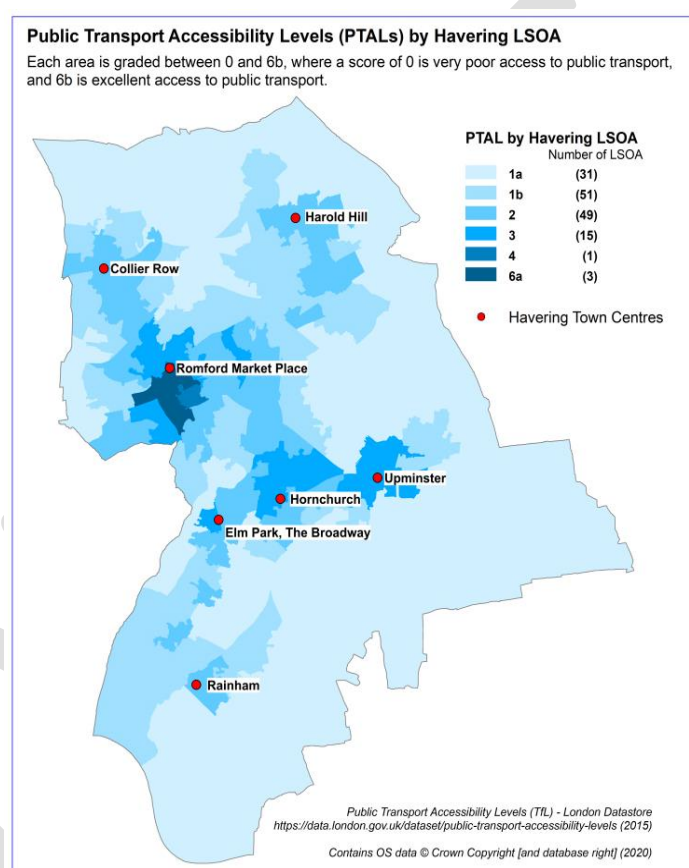 Public Transport Accessibility Levels (PTALs) by Havering LSOA
Each area is graded between 0 and 6b, where a score of 0 is very poor access to public transport,
and 6b is excellent access to public transport.
PTAL by Havering LSOA
Number of LSOA
1a (31)
1b (51)
2 (49)
3 (15)
4 (1)
6a (3)
Havering Town Centres
Harold Hill
Collier Row
Romford Market Place
Upminster
Hornchurch
Elm Park, The Broadway
Rainham
Public Transport Accessibility Levels (TfL) - London Datastore
https://data.london.gov.uk/dataset/public-transport-accessibility-levels (2015)
Contains OS data © Crown Copyright [and database right] (2020)